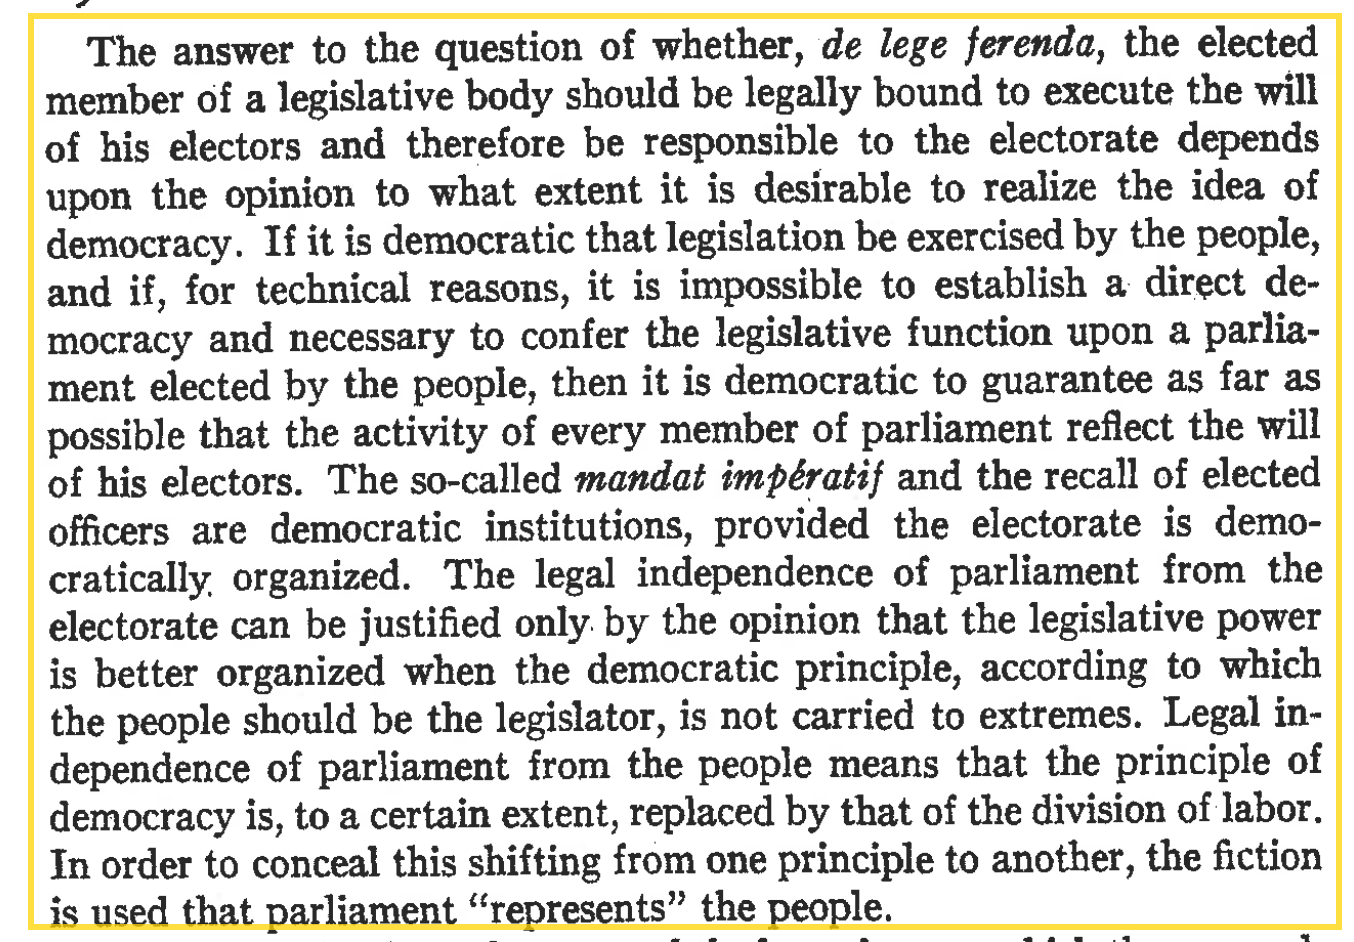 The answer to the question of whether, de lege ferenda, the elected
member of a legislative body should be legally bound to execute the will
of his electors and therefore be responsible to the electorate depends
upon the opinion to what extent it is desirable to realize the idea of
democracy. If it is democratic that legislation be exercised by the people,
and if, for technical reasons, it is impossible to establish a direct de-
mocracy and necessary to confer the legislative function upon a parlia-
ment elected by the people, then it is democratic to guarantee as far as
possible that the activity of every member of parliament reflect the will
of his electors. The so-called mandat impératif and the recall of elected
officers are democratic institutions, provided the electorate is demo-
cratically organized. The legal independence of parliament from the
electorate can be justified only by the opinion that the legislative power
is better organized when the democratic principle, according to which
the people should be the legislator, is not carried to extremes. Legal in-
dependence of parliament from the people means that the principle of
democracy is, to a certain extent, replaced by that of the division of labor.
In order to conceal this shifting from one principle to another, the fiction
is used that parliament “represents” the people.